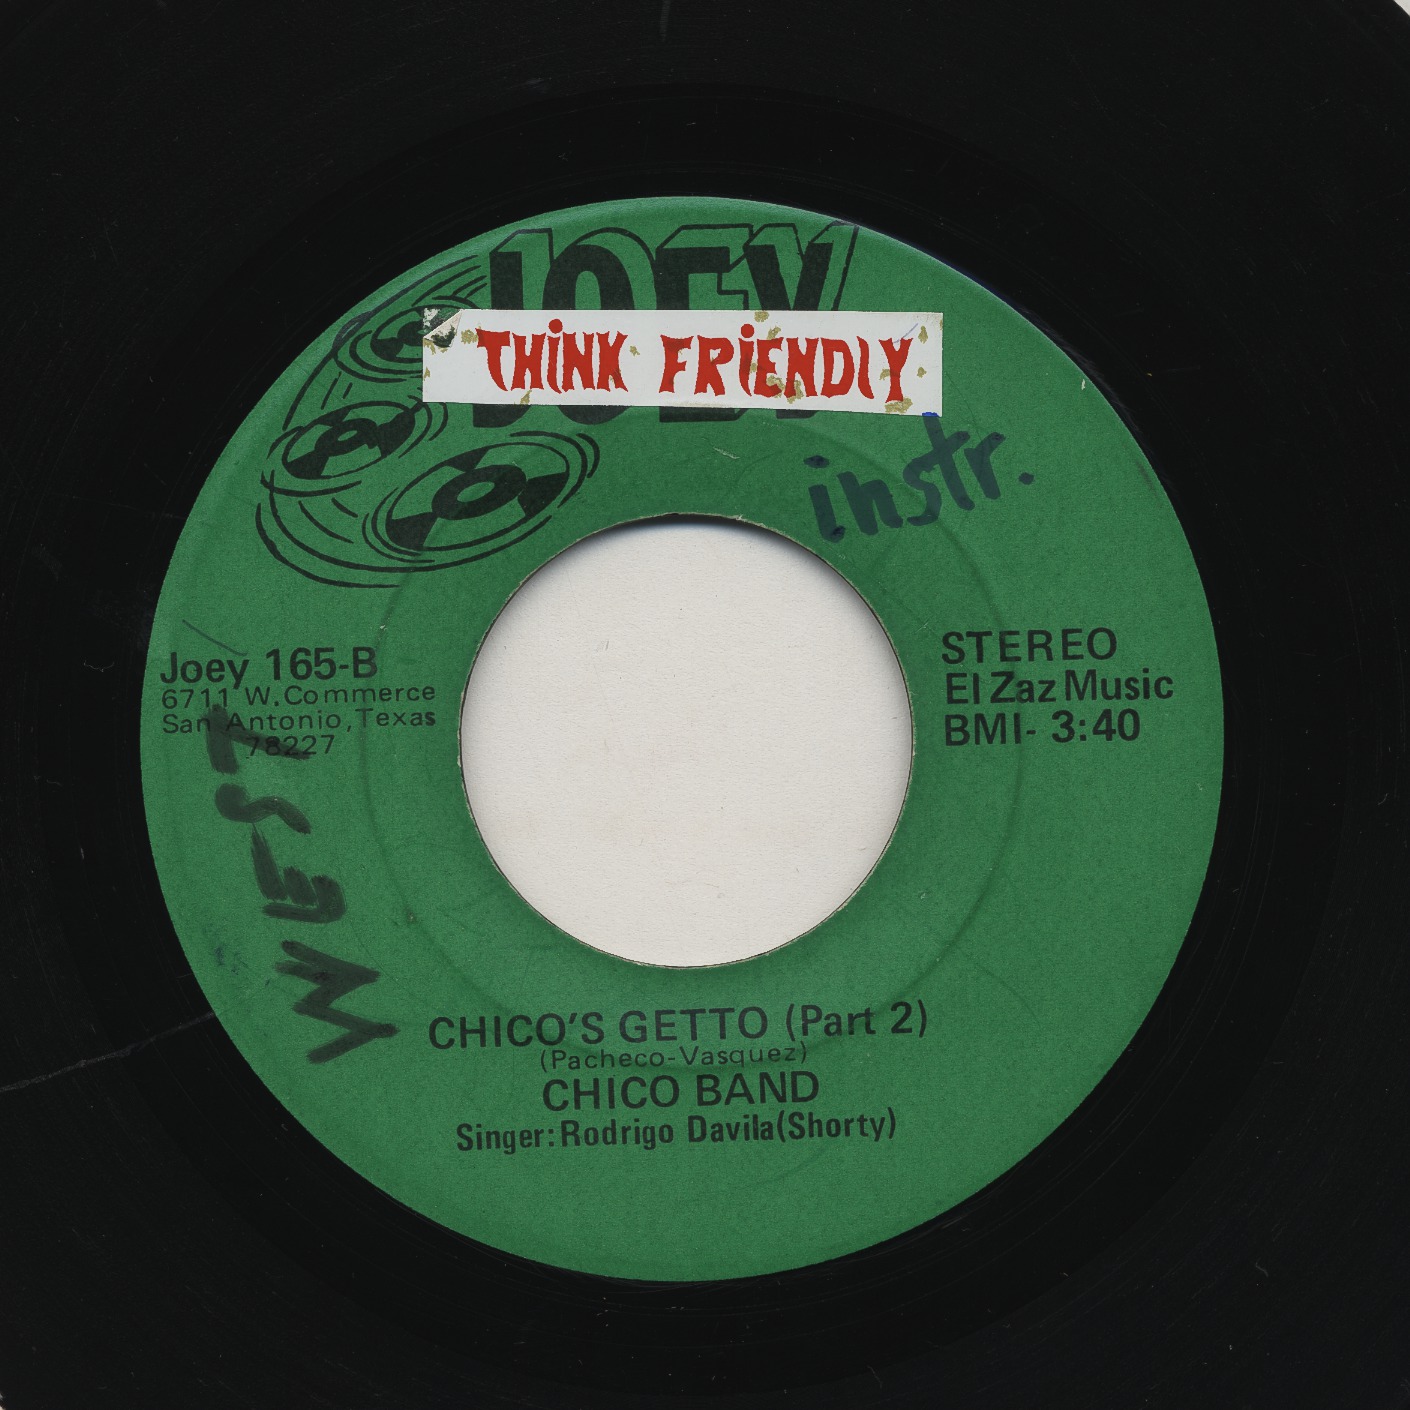 JOEY
THINK FRIENDLY
instr.
Joey 165-B
6711 W. Commerce
San Antonio, Texas
78227
STEREO
El Zaz Music
BMI- 3:40
WEST
CHICO'S GETTO (Part 2)
(Pacheco-Vasquez)
CHICO BAND
Singer: Rodrigo Davila (Shorty)